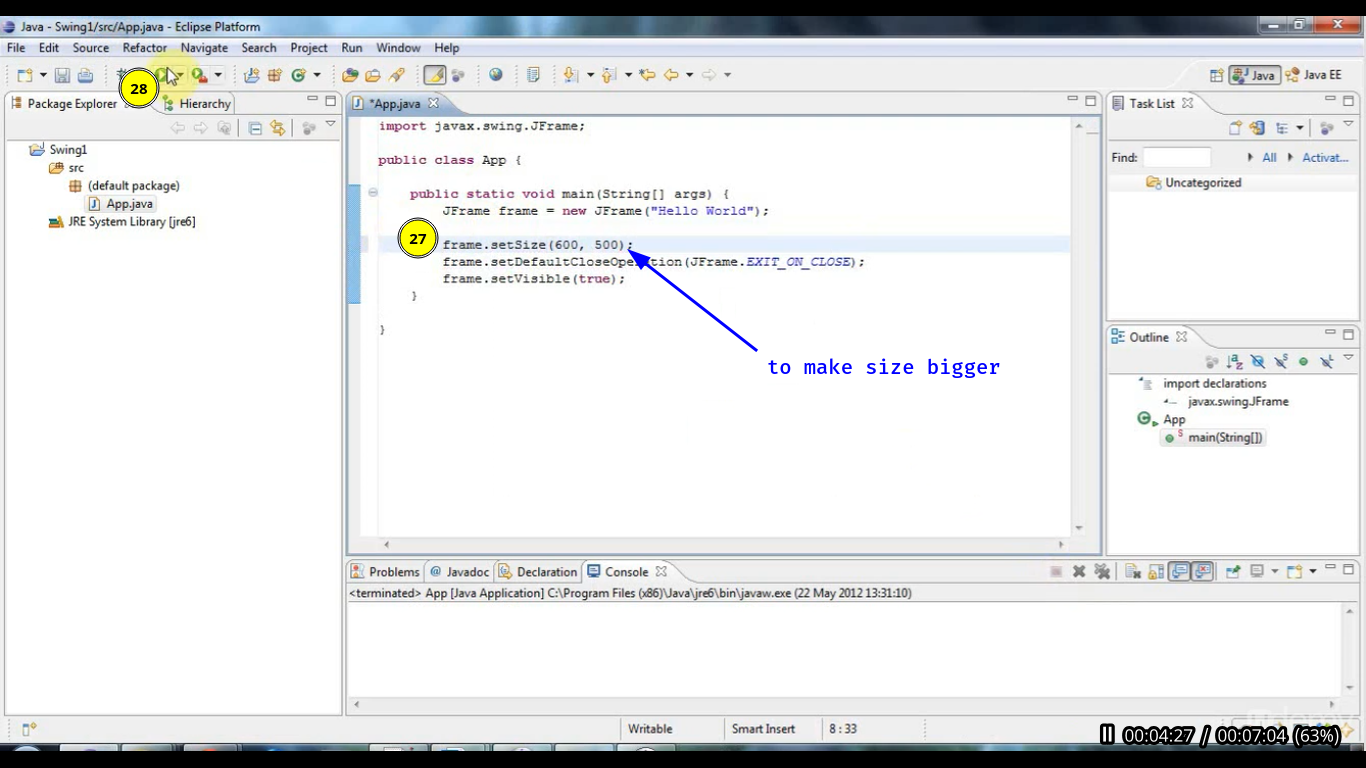 Java - Swing1/src/App.java - Eclipse Platform
File Edit Source Refactor Navigate Search Project Run Window Help
28
Java Java EE
Package Explorer Hierarchy
*App.java
Task List
Swing1
src
(default package)
App.java
JRE System Library [jre6]
import javax.swing.JFrame;
public class App {
public static void main(String[] args) {
JFrame frame = new JFrame("Hello World");
27
frame.setSize(600, 500);
frame.setDefaultCloseOperation(JFrame.EXIT_ON_CLOSE);
frame.setVisible(true);
}
}
to make size bigger
Find: All Activat...
Uncategorized
Outline
import declarations
javax.swing.JFrame
App
main(String[])
Problems @ Javadoc Declaration Console
<terminated> App [Java Application] C:\Program Files (x86)\Java\jre6\bin\javaw.exe (22 May 2012 13:31:10)
Writable Smart Insert 8 : 33
00:04:27 / 00:07:04 (63%)